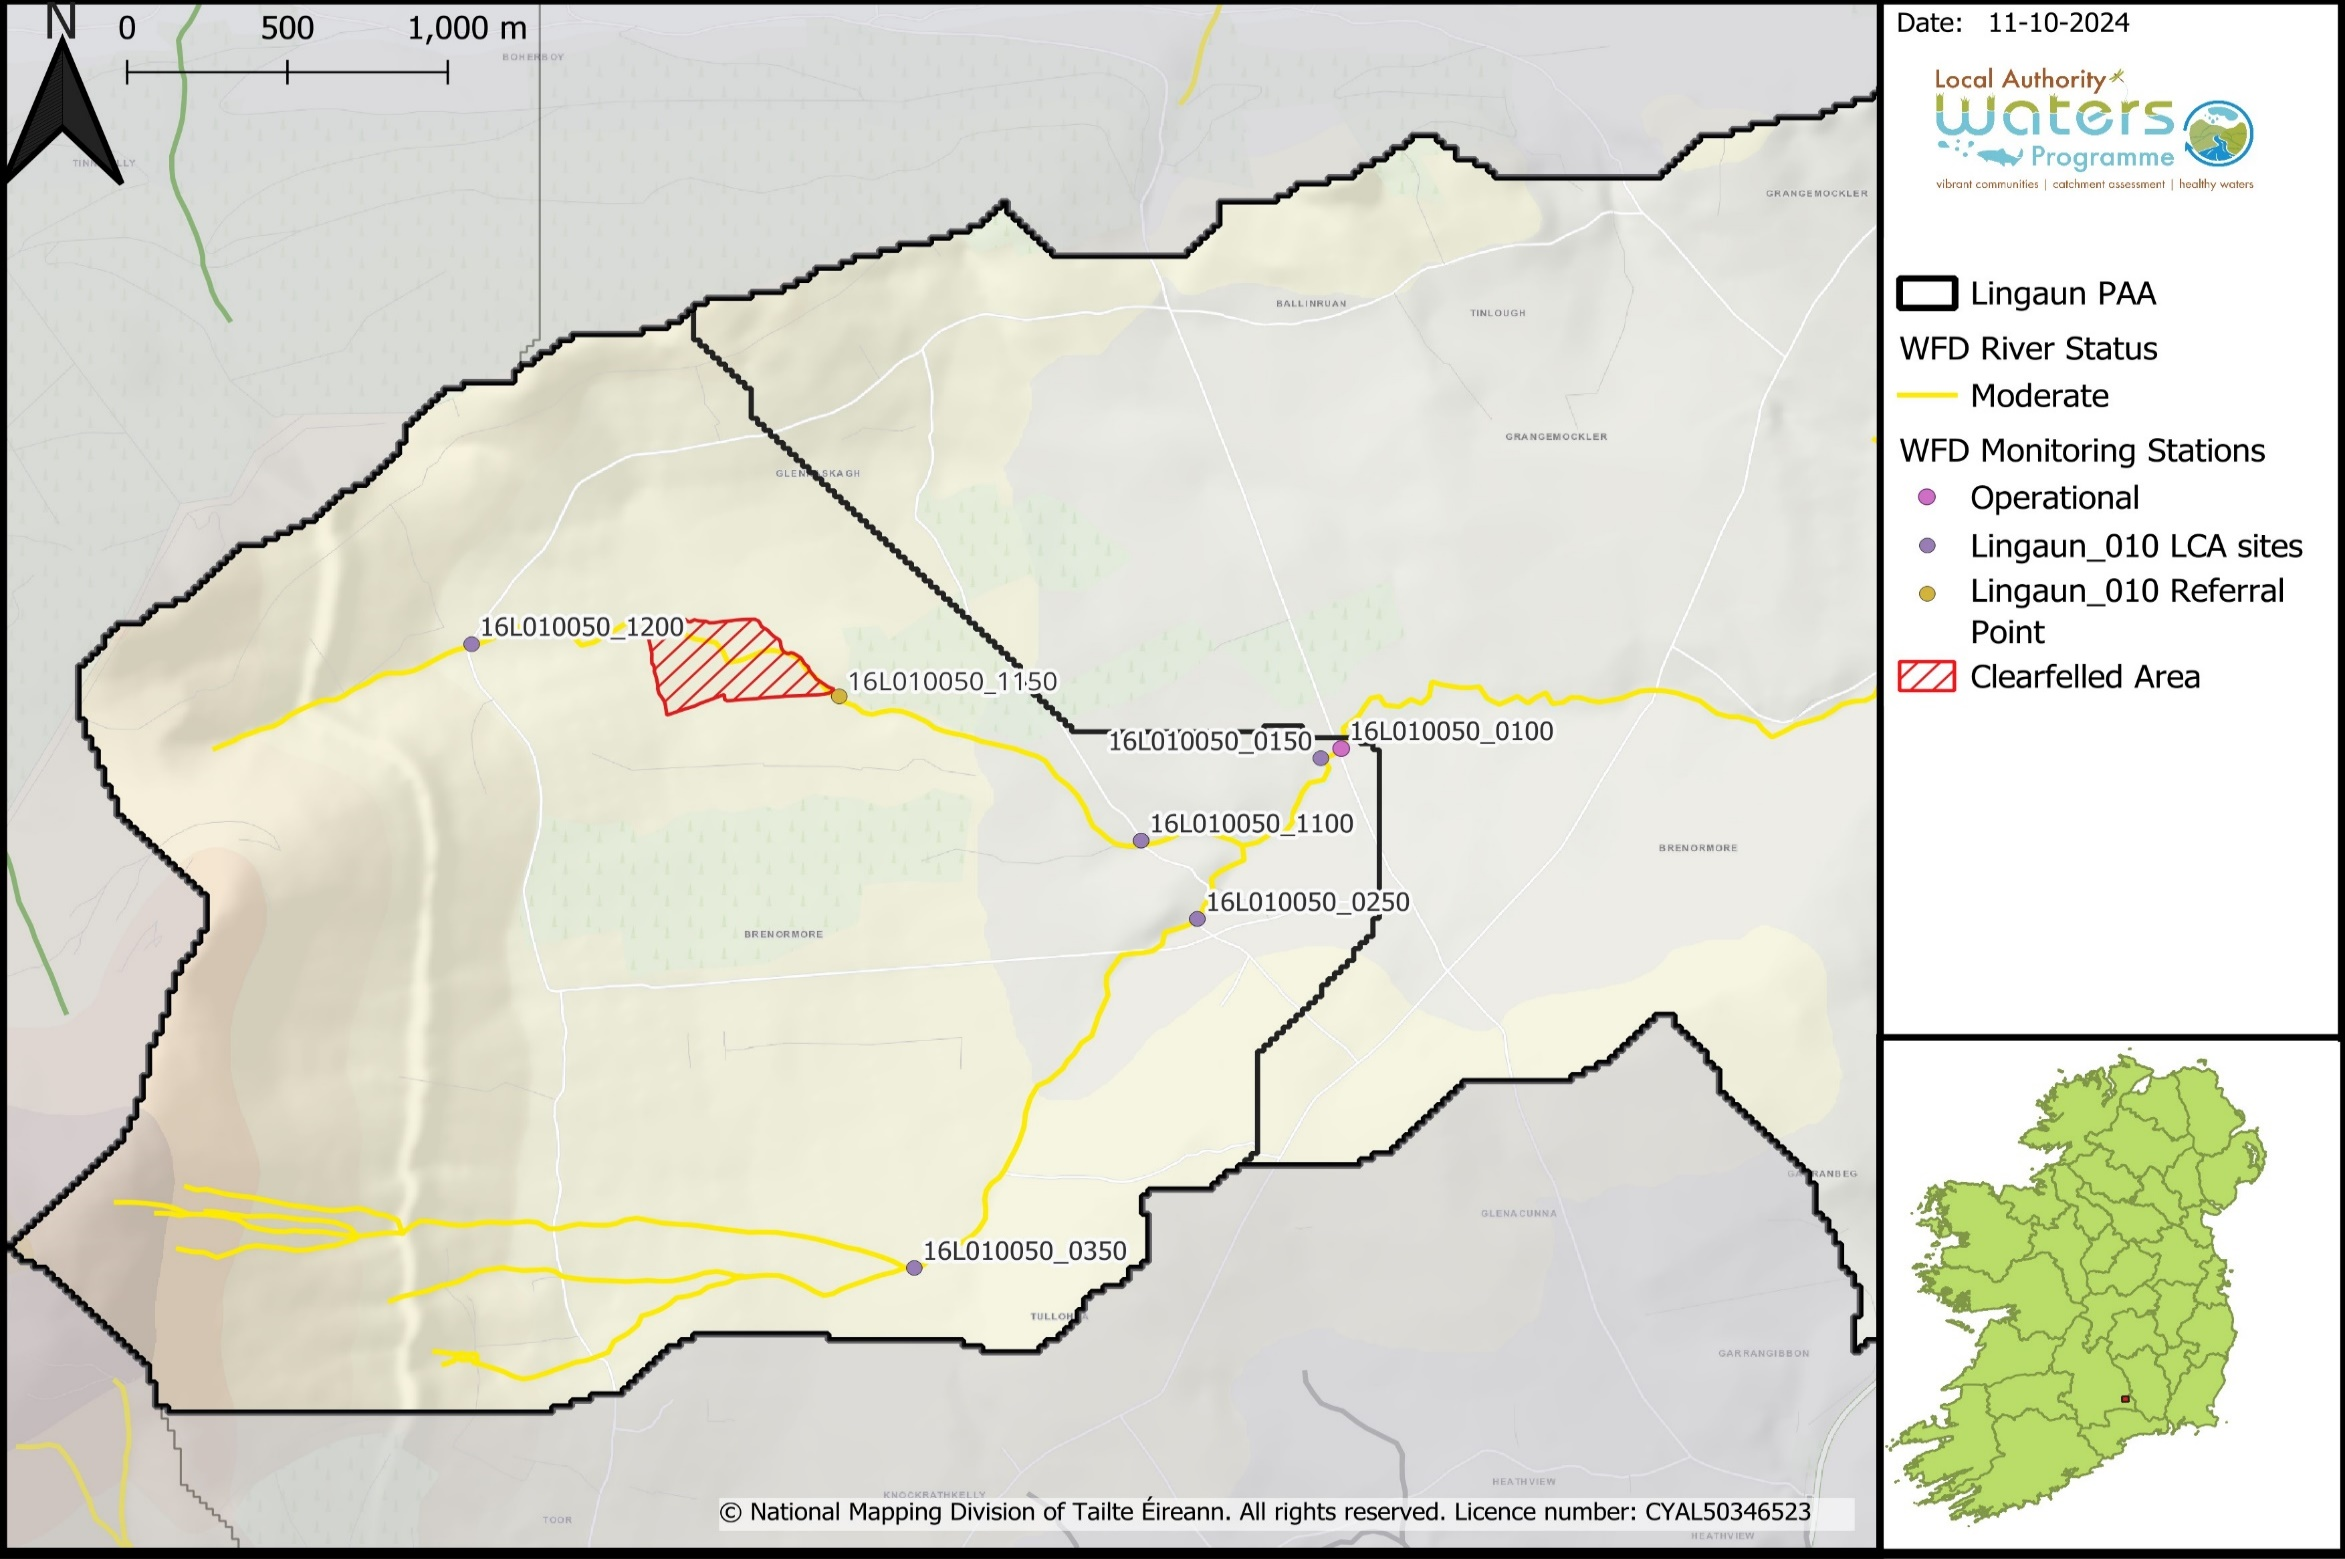 N
0 500 1,000 m
BOHERBOY
GRANGEMOCKLER
BALLINRUAN
TINLOUGH
GRANGEMOCKLER
16L010050_1200
16L010050_1150
16L010050_0150
16L010050_0100
16L010050_1100
BRENORMORE
16L010050_0250
BRENORMORE
GLENACUNNA
16L010050_0350
GARRANGIBBON
HEATHVIEW
KNOCKRATHKELLY
© National Mapping Division of Tailte Éireann. All rights reserved. Licence number: CYAL50346523
TOOR
HEATHVIEW
Date: 11-10-2024
Local Authority
Waters
Programme
vibrant communities | catchment assessment | healthy waters
Lingaun PAA
WFD River Status
Moderate
WFD Monitoring Stations
Operational
Lingaun_010 LCA sites
Lingaun_010 Referral
Point
Clearfelled Area